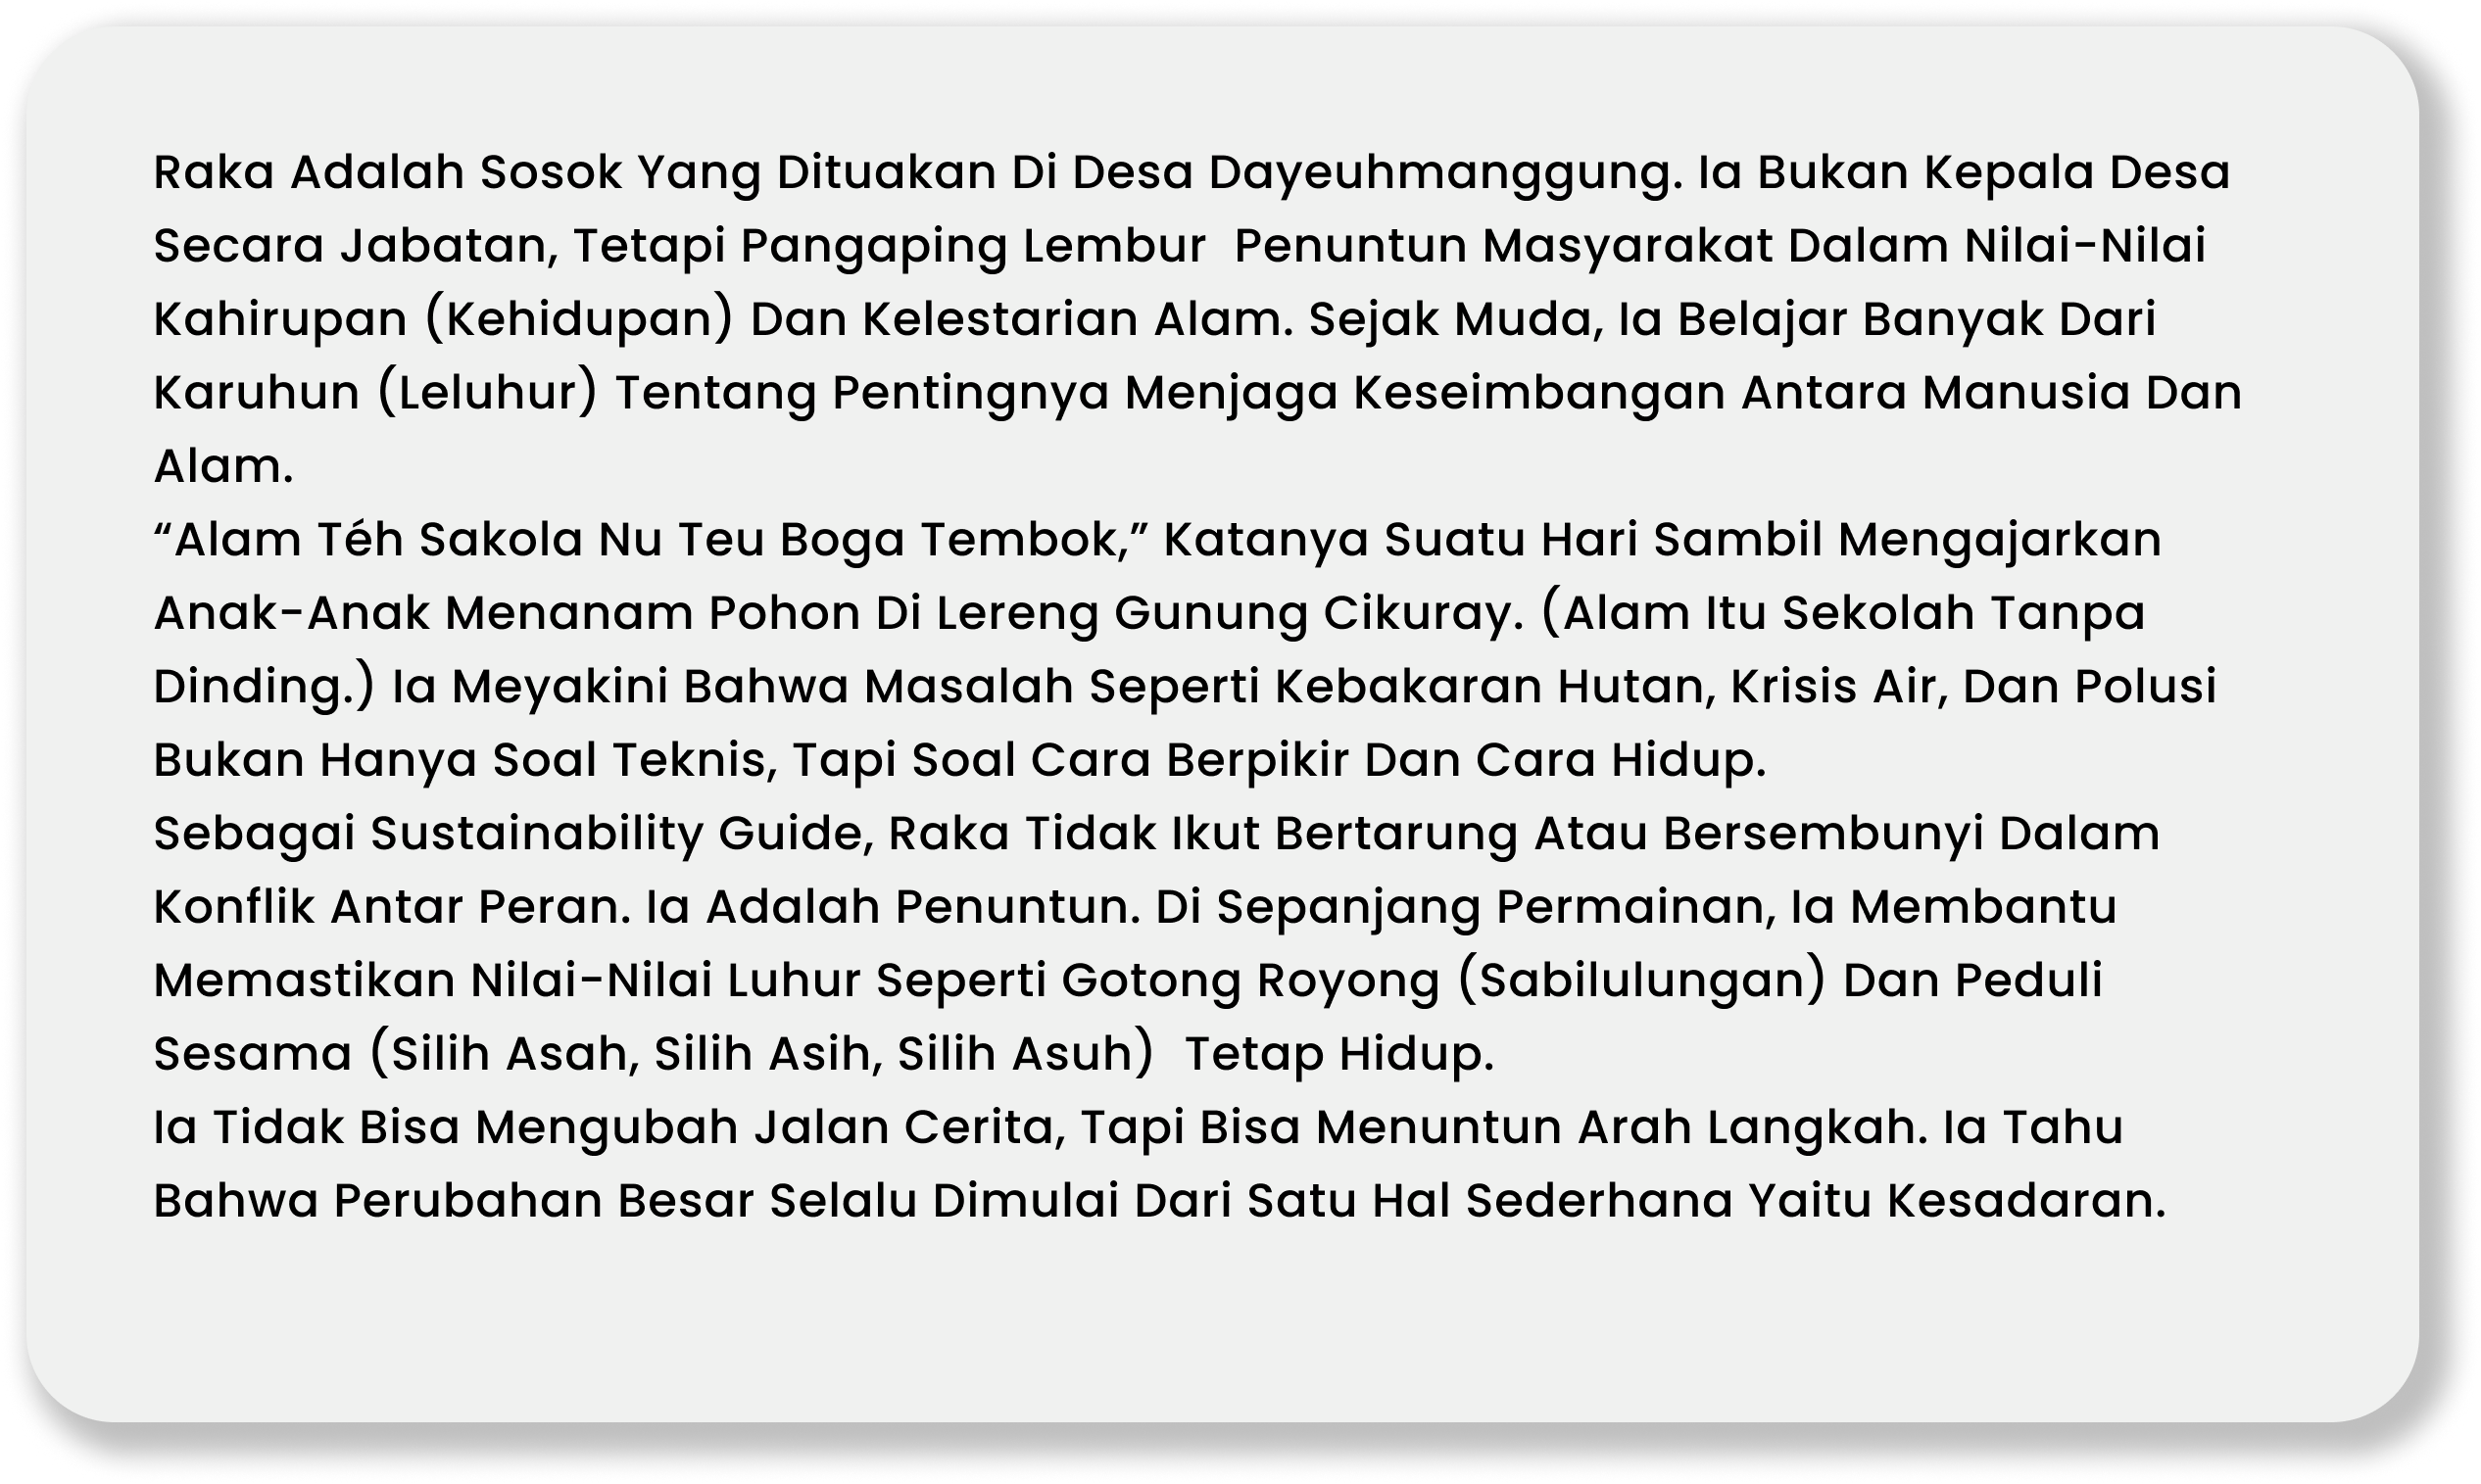 Raka Adalah Sosok Yang Dituakan Di Desa Dayeuhmanggung. Ia Bukan Kepala Desa
Secara Jabatan, Tetapi Pangaping Lembur  Penuntun Masyarakat Dalam Nilai-Nilai
Kahirupan (Kehidupan) Dan Kelestarian Alam. Sejak Muda, Ia Belajar Banyak Dari
Karuhun (Leluhur) Tentang Pentingnya Menjaga Keseimbangan Antara Manusia Dan
Alam.
“Alam Téh Sakola Nu Teu Boga Tembok,” Katanya Suatu Hari Sambil Mengajarkan
Anak-Anak Menanam Pohon Di Lereng Gunung Cikuray. (Alam Itu Sekolah Tanpa
Dinding.) Ia Meyakini Bahwa Masalah Seperti Kebakaran Hutan, Krisis Air, Dan Polusi
Bukan Hanya Soal Teknis, Tapi Soal Cara Berpikir Dan Cara Hidup.
Sebagai Sustainability Guide, Raka Tidak Ikut Bertarung Atau Bersembunyi Dalam
Konflik Antar Peran. Ia Adalah Penuntun. Di Sepanjang Permainan, Ia Membantu
Memastikan Nilai-Nilai Luhur Seperti Gotong Royong (Sabilulungan) Dan Peduli
Sesama (Silih Asah, Silih Asih, Silih Asuh)  Tetap Hidup.
Ia Tidak Bisa Mengubah Jalan Cerita, Tapi Bisa Menuntun Arah Langkah. Ia Tahu
Bahwa Perubahan Besar Selalu Dimulai Dari Satu Hal Sederhana Yaitu Kesadaran.